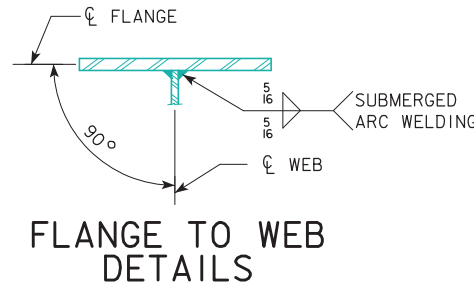 ℄ FLANGE
5
16
5
16
SUBMERGED
ARC WELDING
90°
℄ WEB
FLANGE TO WEB
DETAILS